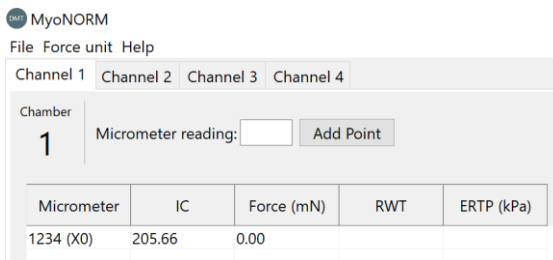 DMT MyoNORM
File Force unit Help
Channel 1 Channel 2 Channel 3 Channel 4
Chamber
1
Micrometer reading: Add Point
Micrometer IC Force (mN) RWT ERTP (kPa)
1234 (X0) 205.66 0.00